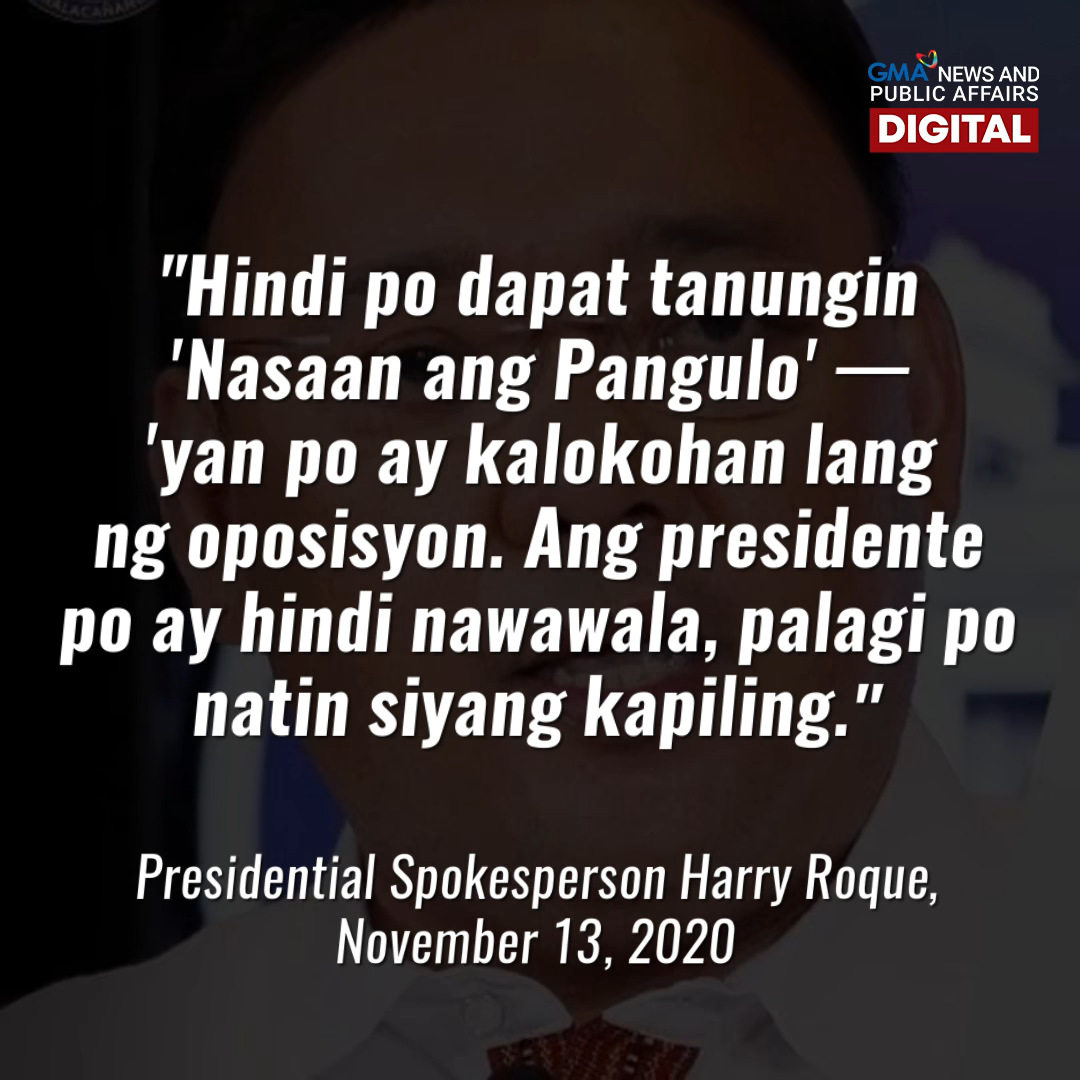 MALACAÑANG
GMA NEWS AND
PUBLIC AFFAIRS
DIGITAL
"Hindi po dapat tanungin
'Nasaan ang Pangulo' —
'yan po ay kalokohan lang
ng oposisyon. Ang presidente
po ay hindi nawawala, palagi po
natin siyang kapiling."
Presidential Spokesperson Harry Roque,
November 13, 2020